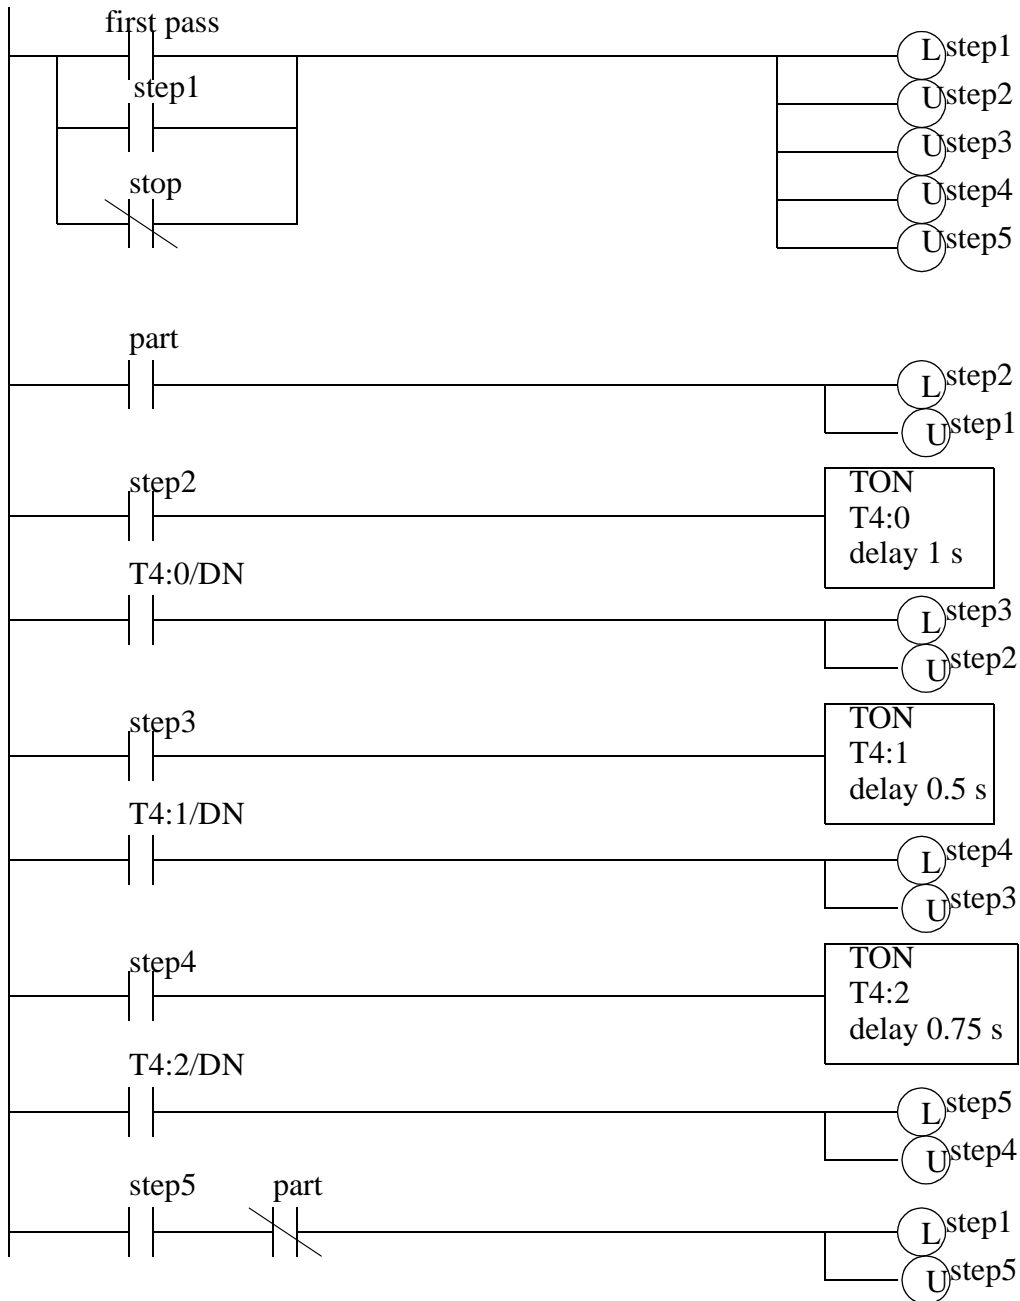 first pass
L step1
step1
U step2
U step3
stop
U step4
U step5
part
L step2
U step1
step2
TON
T4:0
delay 1 s
T4:0/DN
L step3
U step2
step3
TON
T4:1
delay 0.5 s
T4:1/DN
L step4
U step3
step4
TON
T4:2
delay 0.75 s
T4:2/DN
L step5
U step4
step5 part
L step1
U step5